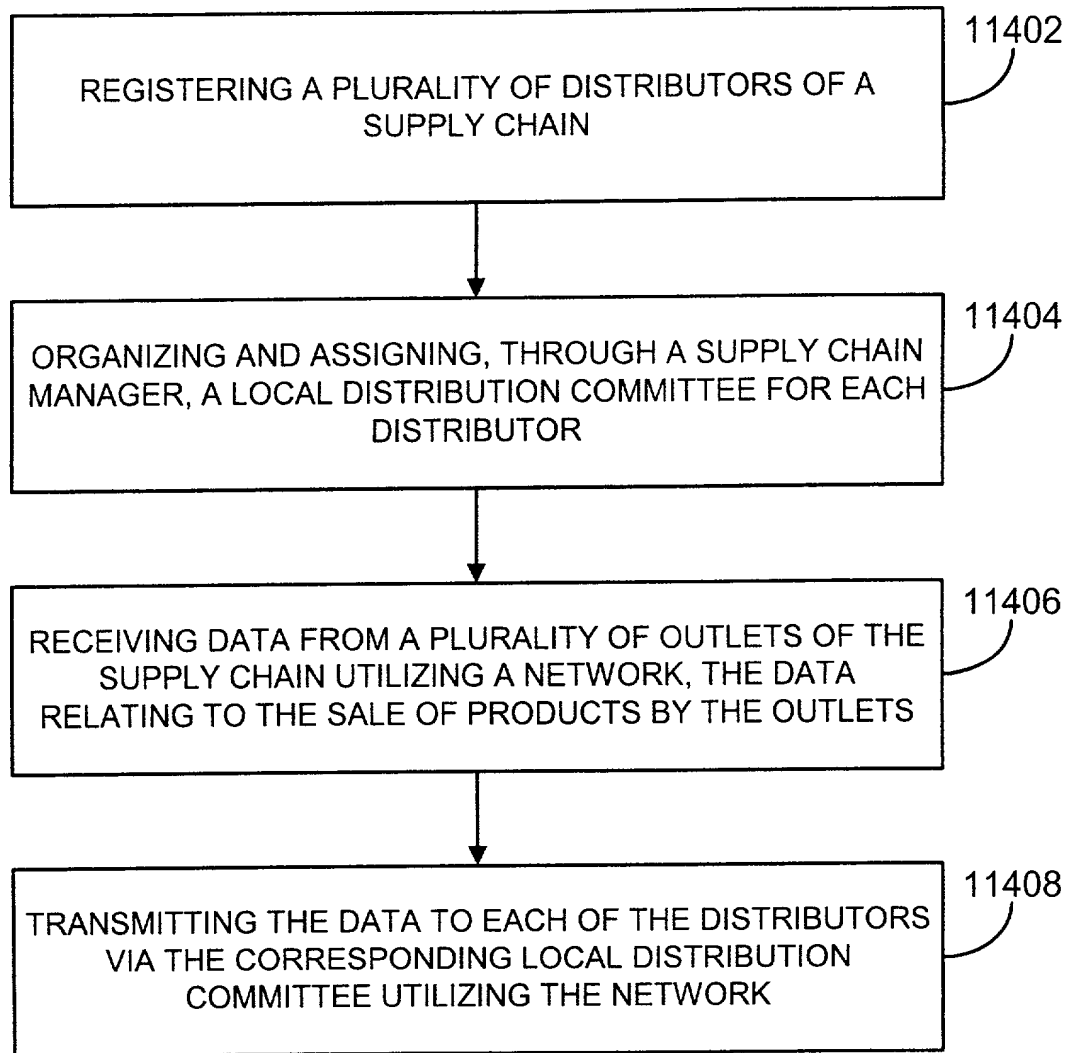 11402
REGISTERING A PLURALITY OF DISTRIBUTORS OF A
SUPPLY CHAIN
11404
ORGANIZING AND ASSIGNING, THROUGH A SUPPLY CHAIN
MANAGER, A LOCAL DISTRIBUTION COMMITTEE FOR EACH
DISTRIBUTOR
11406
RECEIVING DATA FROM A PLURALITY OF OUTLETS OF THE
SUPPLY CHAIN UTILIZING A NETWORK, THE DATA
RELATING TO THE SALE OF PRODUCTS BY THE OUTLETS
11408
TRANSMITTING THE DATA TO EACH OF THE DISTRIBUTORS
VIA THE CORRESPONDING LOCAL DISTRIBUTION
COMMITTEE UTILIZING THE NETWORK